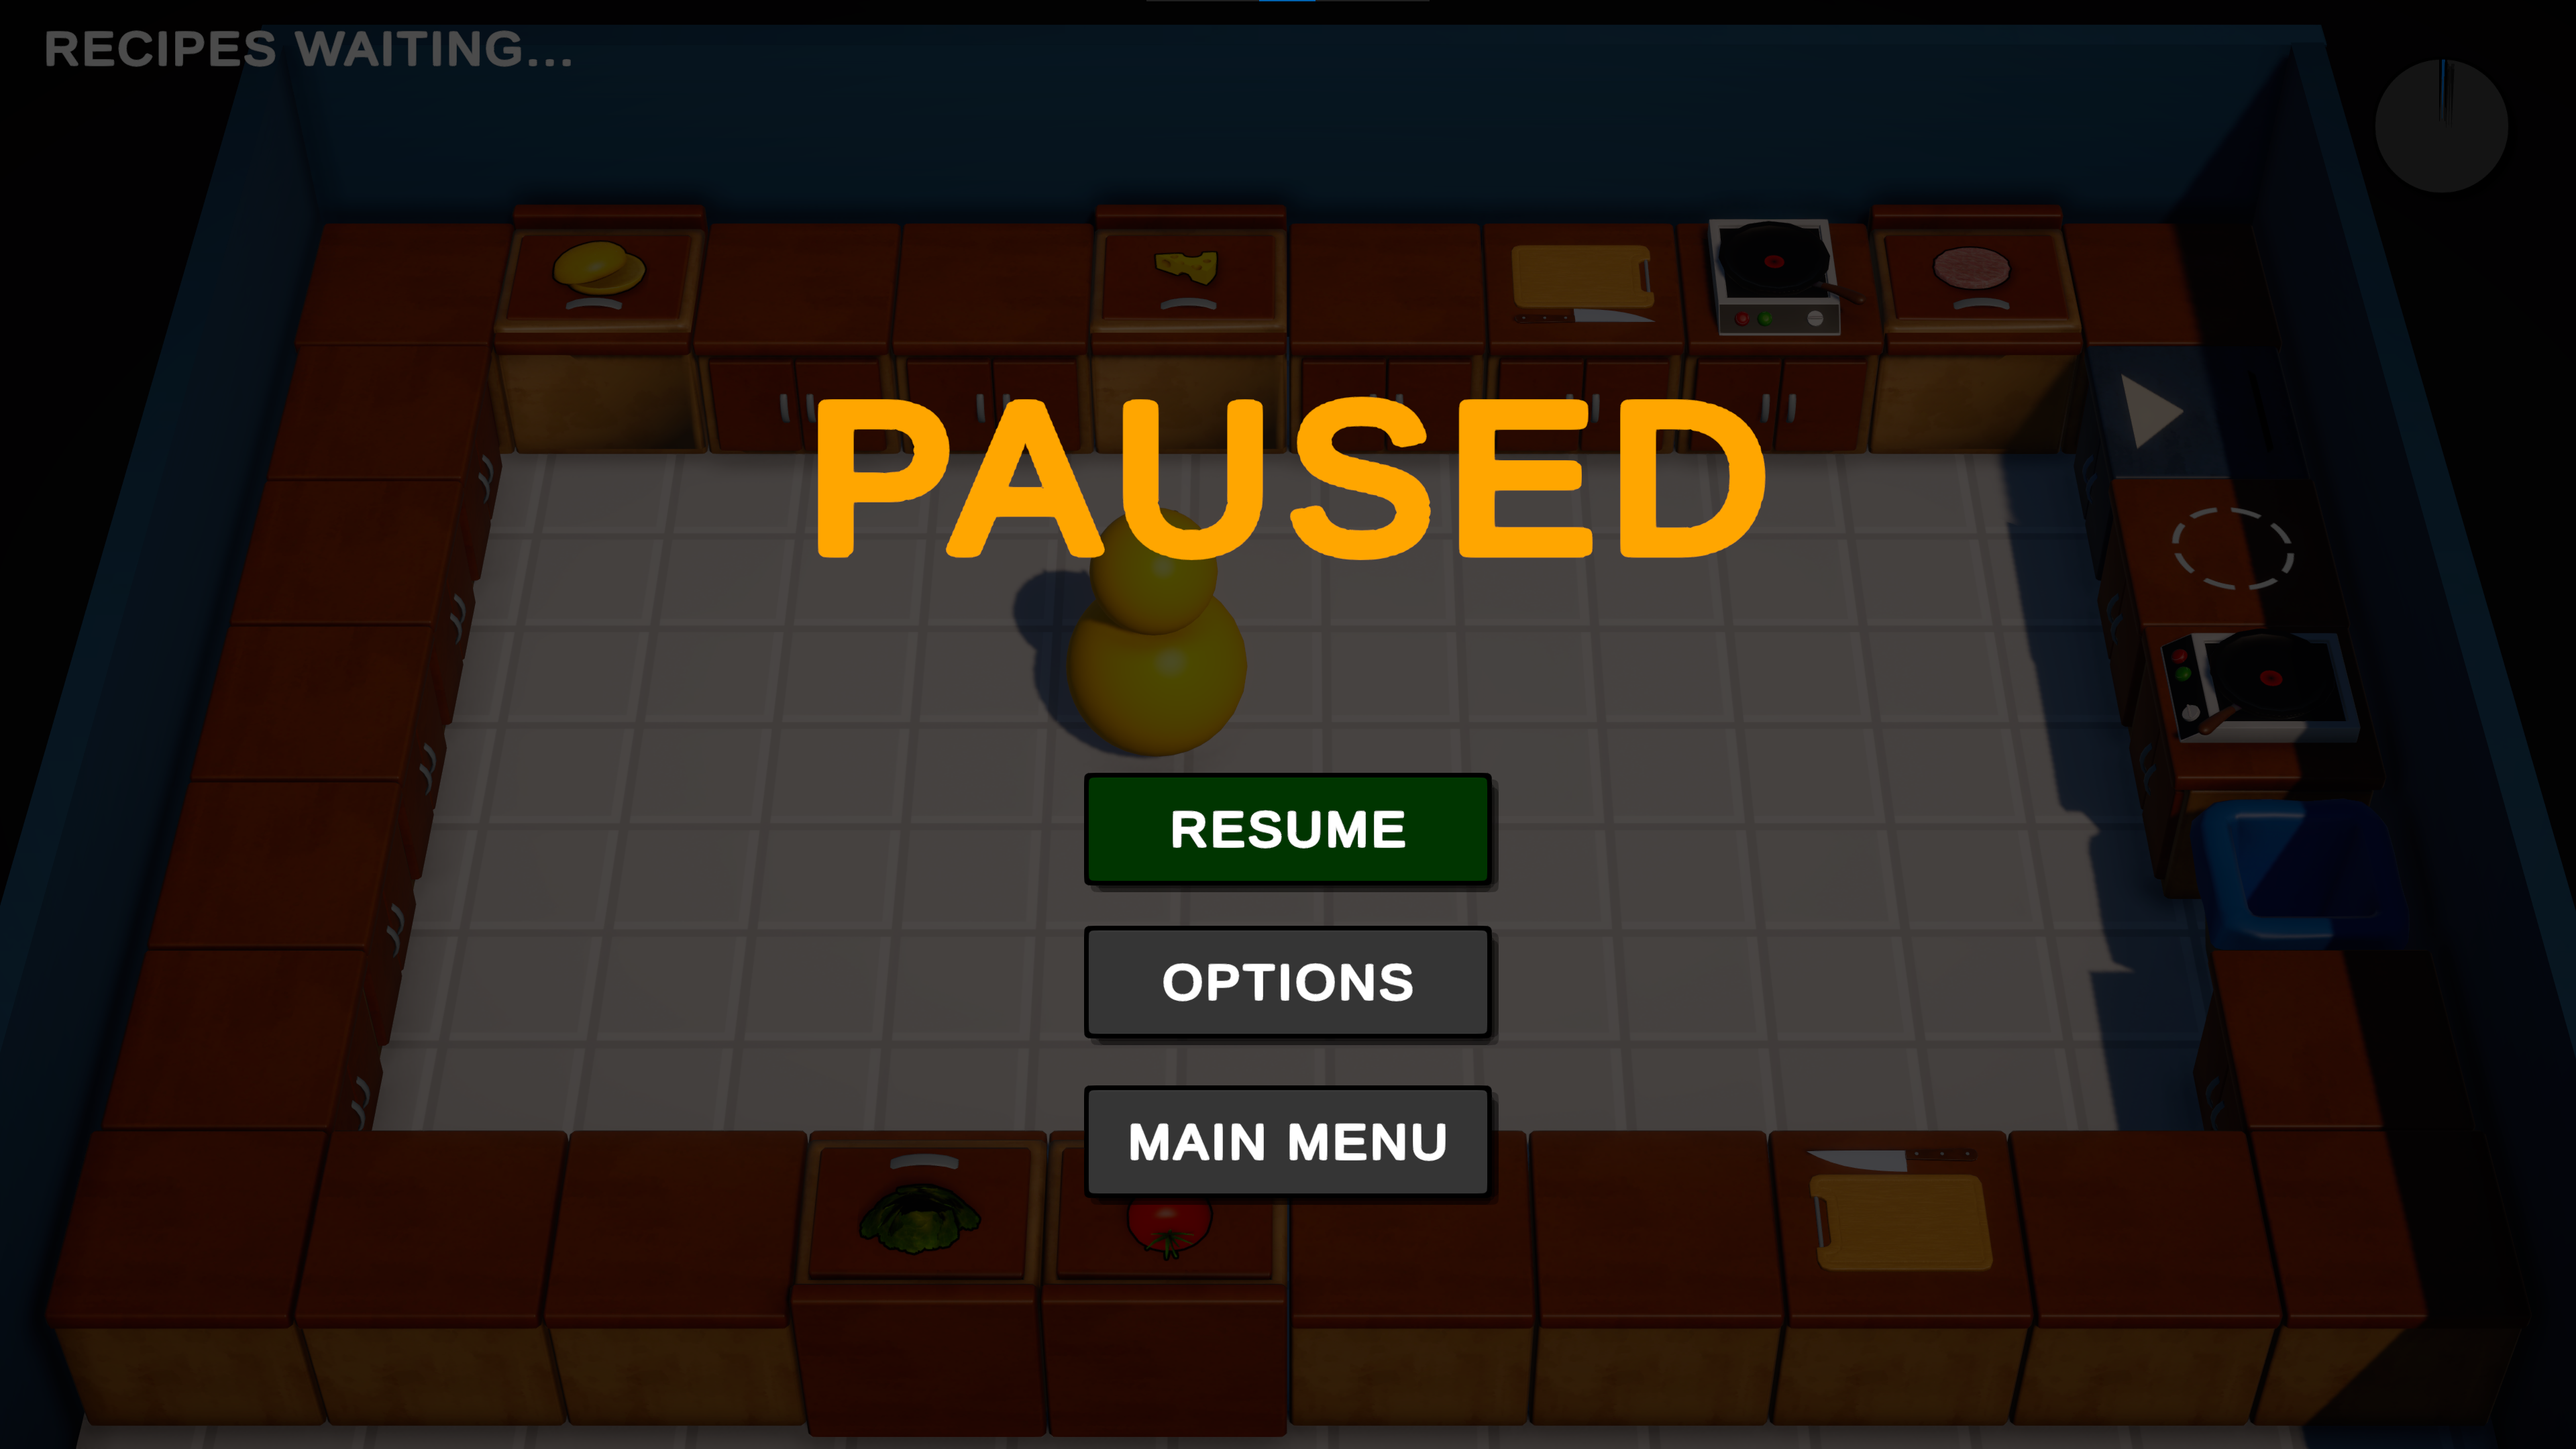 RECIPES WAITING...
PAUSED
RESUME
OPTIONS
MAIN MENU